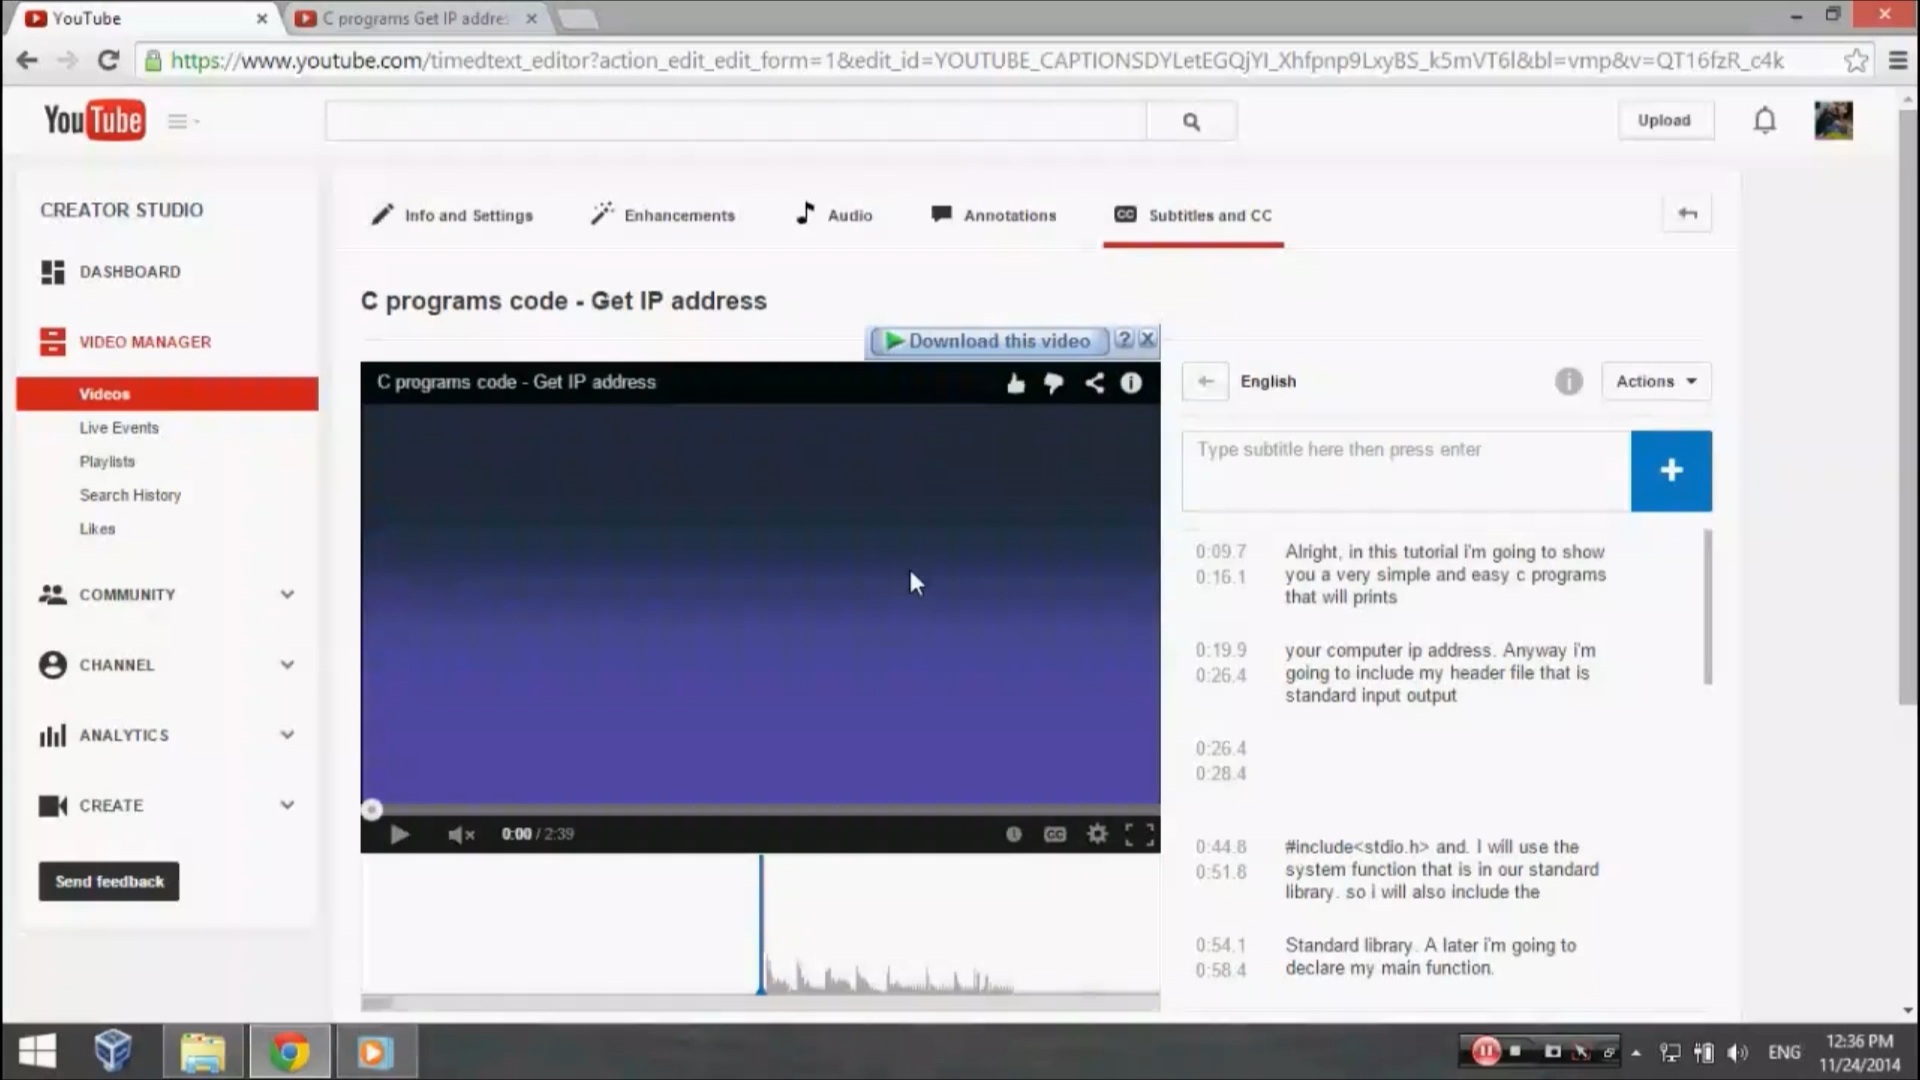 YouTube
C programs Get IP addre
https://www.youtube.com/timedtext_editor?action_edit_edit_form=1&edit_id=YOUTUBE_CAPTIONSDYLetEGQjYI_Xhfpnp9LxyBS_k5mVT6l&bl=vmp&v=QT16fzR_c4k
YouTube
Upload
CREATOR STUDIO
DASHBOARD
VIDEO MANAGER
Videos
Live Events
Playlists
Search History
Likes
COMMUNITY
CHANNEL
ANALYTICS
CREATE
Send feedback
Info and Settings
Enhancements
Audio
Annotations
CC Subtitles and CC
C programs code - Get IP address
Download this video ? X
C programs code - Get IP address
0:00 / 2:39
CC
English
Actions
Type subtitle here then press enter
+
0:09.7 Alright, in this tutorial i'm going to show
0:16.1 you a very simple and easy c programs
that will prints
0:19.9 your computer ip address. Anyway i'm
0:26.4 going to include my header file that is
standard input output
0:26.4
0:28.4
0:44.8 #include<stdio.h> and. I will use the
0:51.8 system function that is in our standard
library. so i will also include the
0:54.1 Standard library. A later i'm going to
0:58.4 declare my main function.
ENG
12:36 PM
11/24/2014